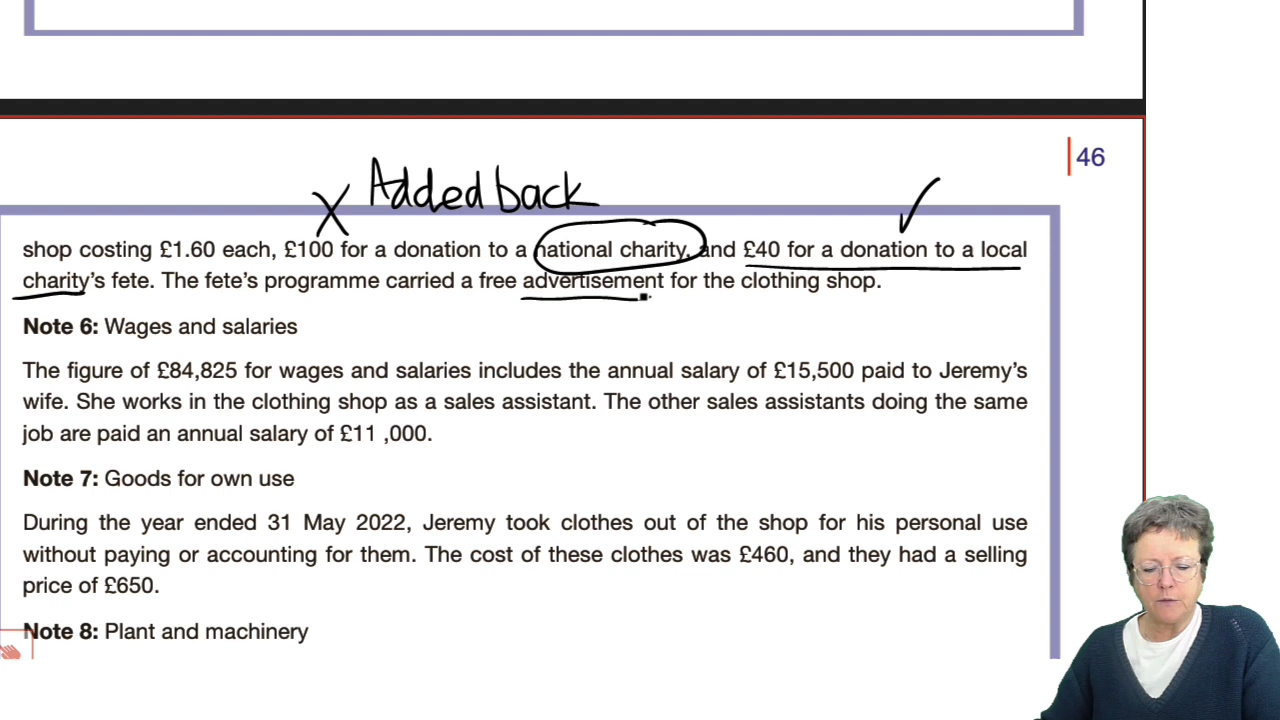 46
X Added back ✓
shop costing £1.60 each, £100 for a donation to a national charity, and £40 for a donation to a local
charity's fete. The fete's programme carried a free advertisement for the clothing shop.
Note 6: Wages and salaries
The figure of £84,825 for wages and salaries includes the annual salary of £15,500 paid to Jeremy's
wife. She works in the clothing shop as a sales assistant. The other sales assistants doing the same
job are paid an annual salary of £11 ,000.
Note 7: Goods for own use
During the year ended 31 May 2022, Jeremy took clothes out of the shop for his personal use
without paying or accounting for them. The cost of these clothes was £460, and they had a selling
price of £650.
Note 8: Plant and machinery